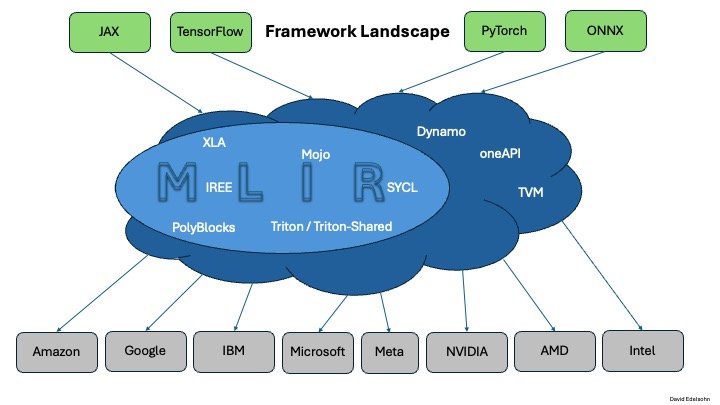 JAX
TensorFlow
Framework Landscape
PyTorch
ONNX
XLA
Mojo
Dynamo
oneAPI
MLIR
IREE
SYCL
TVM
PolyBlocks
Triton / Triton-Shared
Amazon
Google
IBM
Microsoft
Meta
NVIDIA
AMD
Intel
David Edelsohn